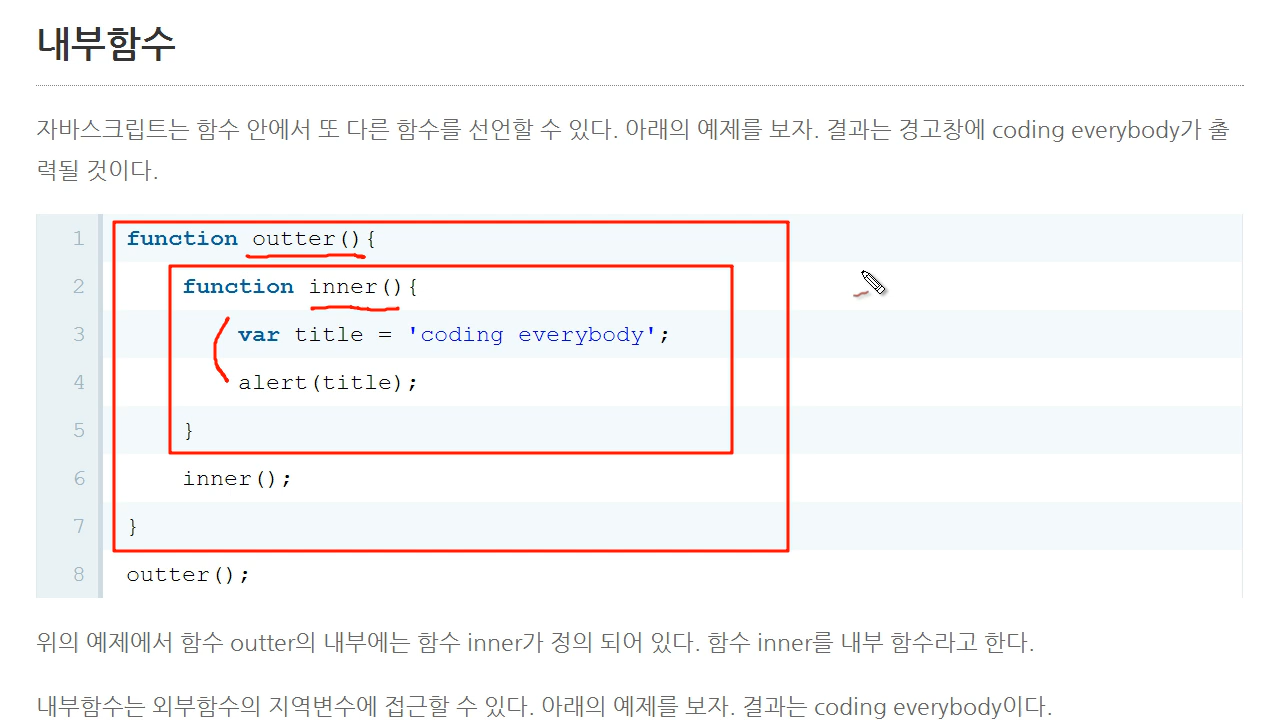 내부함수
자바스크립트는 함수 안에서 또 다른 함수를 선언할 수 있다. 아래의 예제를 보자. 결과는 경고창에 coding everybody가 출
력될 것이다.
1 function outter(){
2 function inner(){
3 var title = 'coding everybody';
4 alert(title);
5 }
6 inner();
7 }
8 outter();
위의 예제에서 함수 outter의 내부에는 함수 inner가 정의 되어 있다. 함수 inner를 내부 함수라고 한다.
내부함수는 외부함수의 지역변수에 접근할 수 있다. 아래의 예제를 보자. 결과는 coding everybody이다.